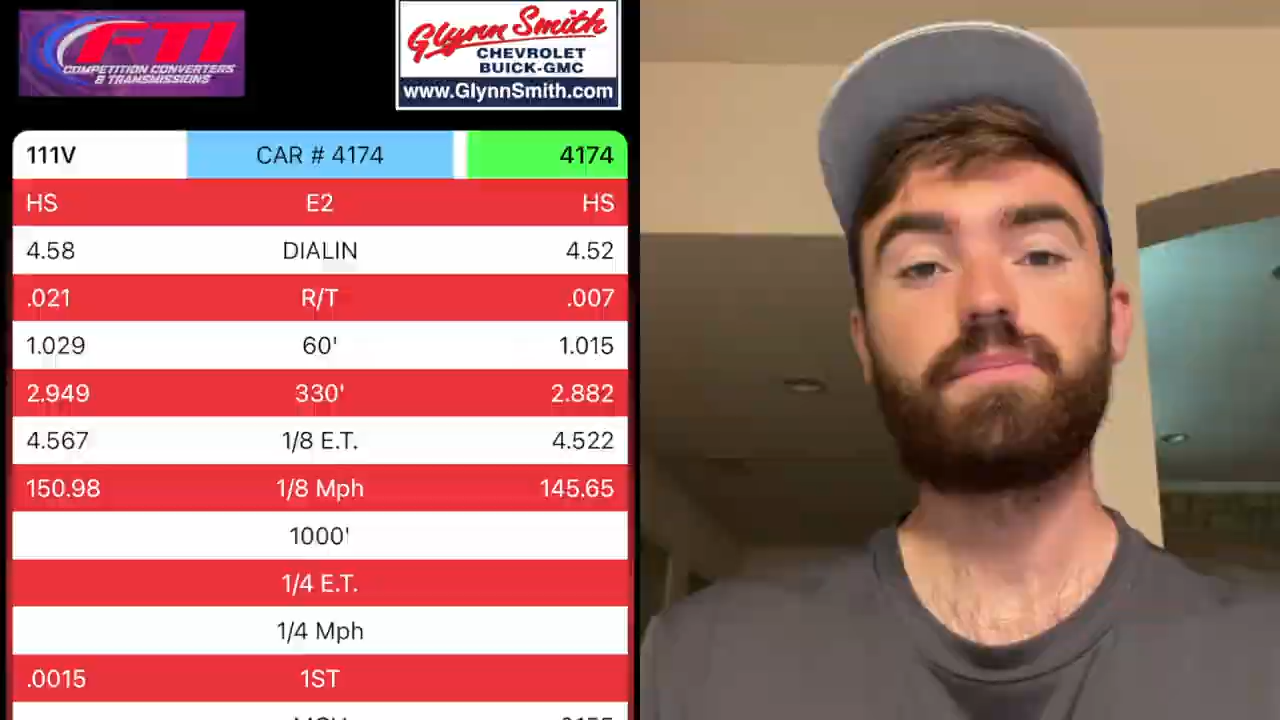 FTI
COMPETITION CONVERTERS
& TRANSMISSIONS
Glynn Smith
CHEVROLET
BUICK-GMC
www.GlynnSmith.com
111V CAR # 4174 4174
HS E2 HS
4.58 DIALIN 4.52
.021 R/T .007
1.029 60' 1.015
2.949 330' 2.882
4.567 1/8 E.T. 4.522
150.98 1/8 Mph 145.65
1000'
1/4 E.T.
1/4 Mph
.0015 1ST